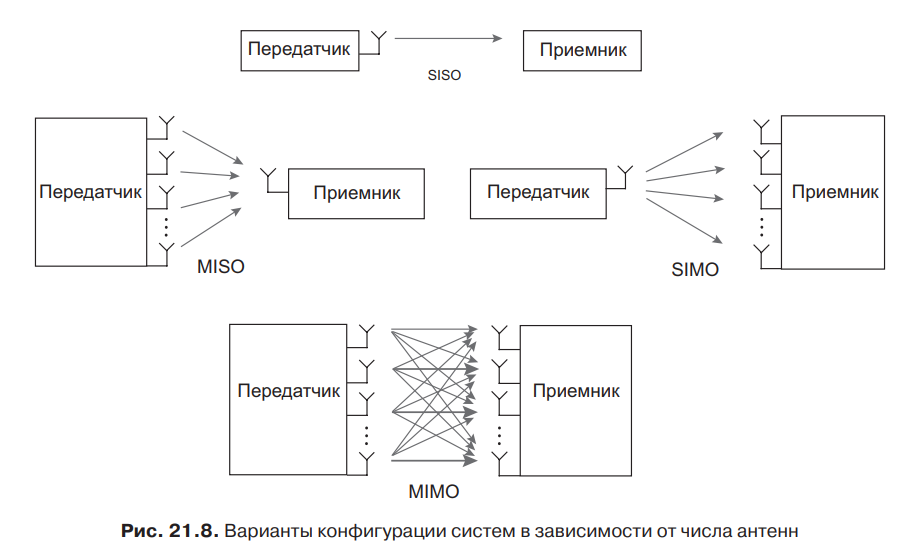 Передатчик
Приемник
SISO
Передатчик
Приемник
MISO
Передатчик
Приемник
SIMO
Передатчик
Приемник
MIMO
Рис. 21.8. Варианты конфигурации систем в зависимости от числа антенн